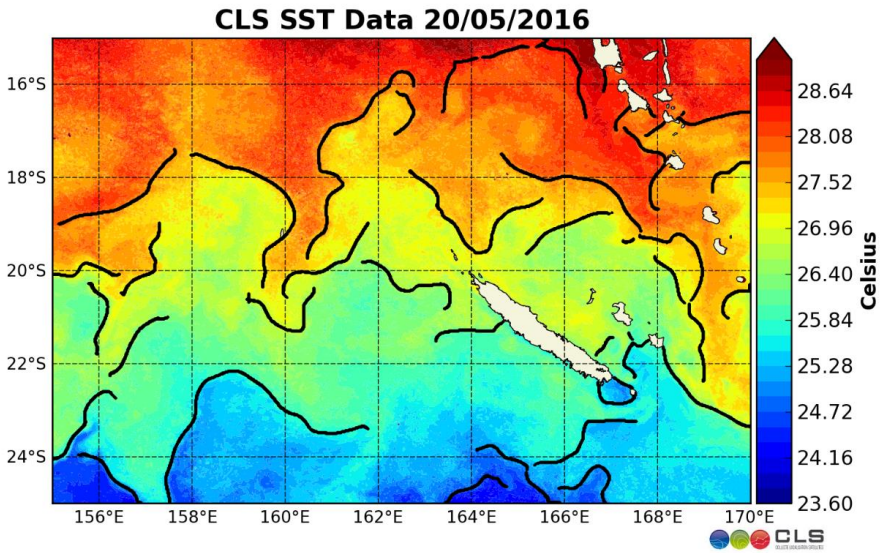 CLS SST Data 20/05/2016
16°S
18°S
20°S
22°S
24°S
156°E 158°E 160°E 162°E 164°E 166°E 168°E 170°E
28.64
28.08
27.52
26.96
26.40
25.84
25.28
24.72
24.16
23.60
Celsius
CLS